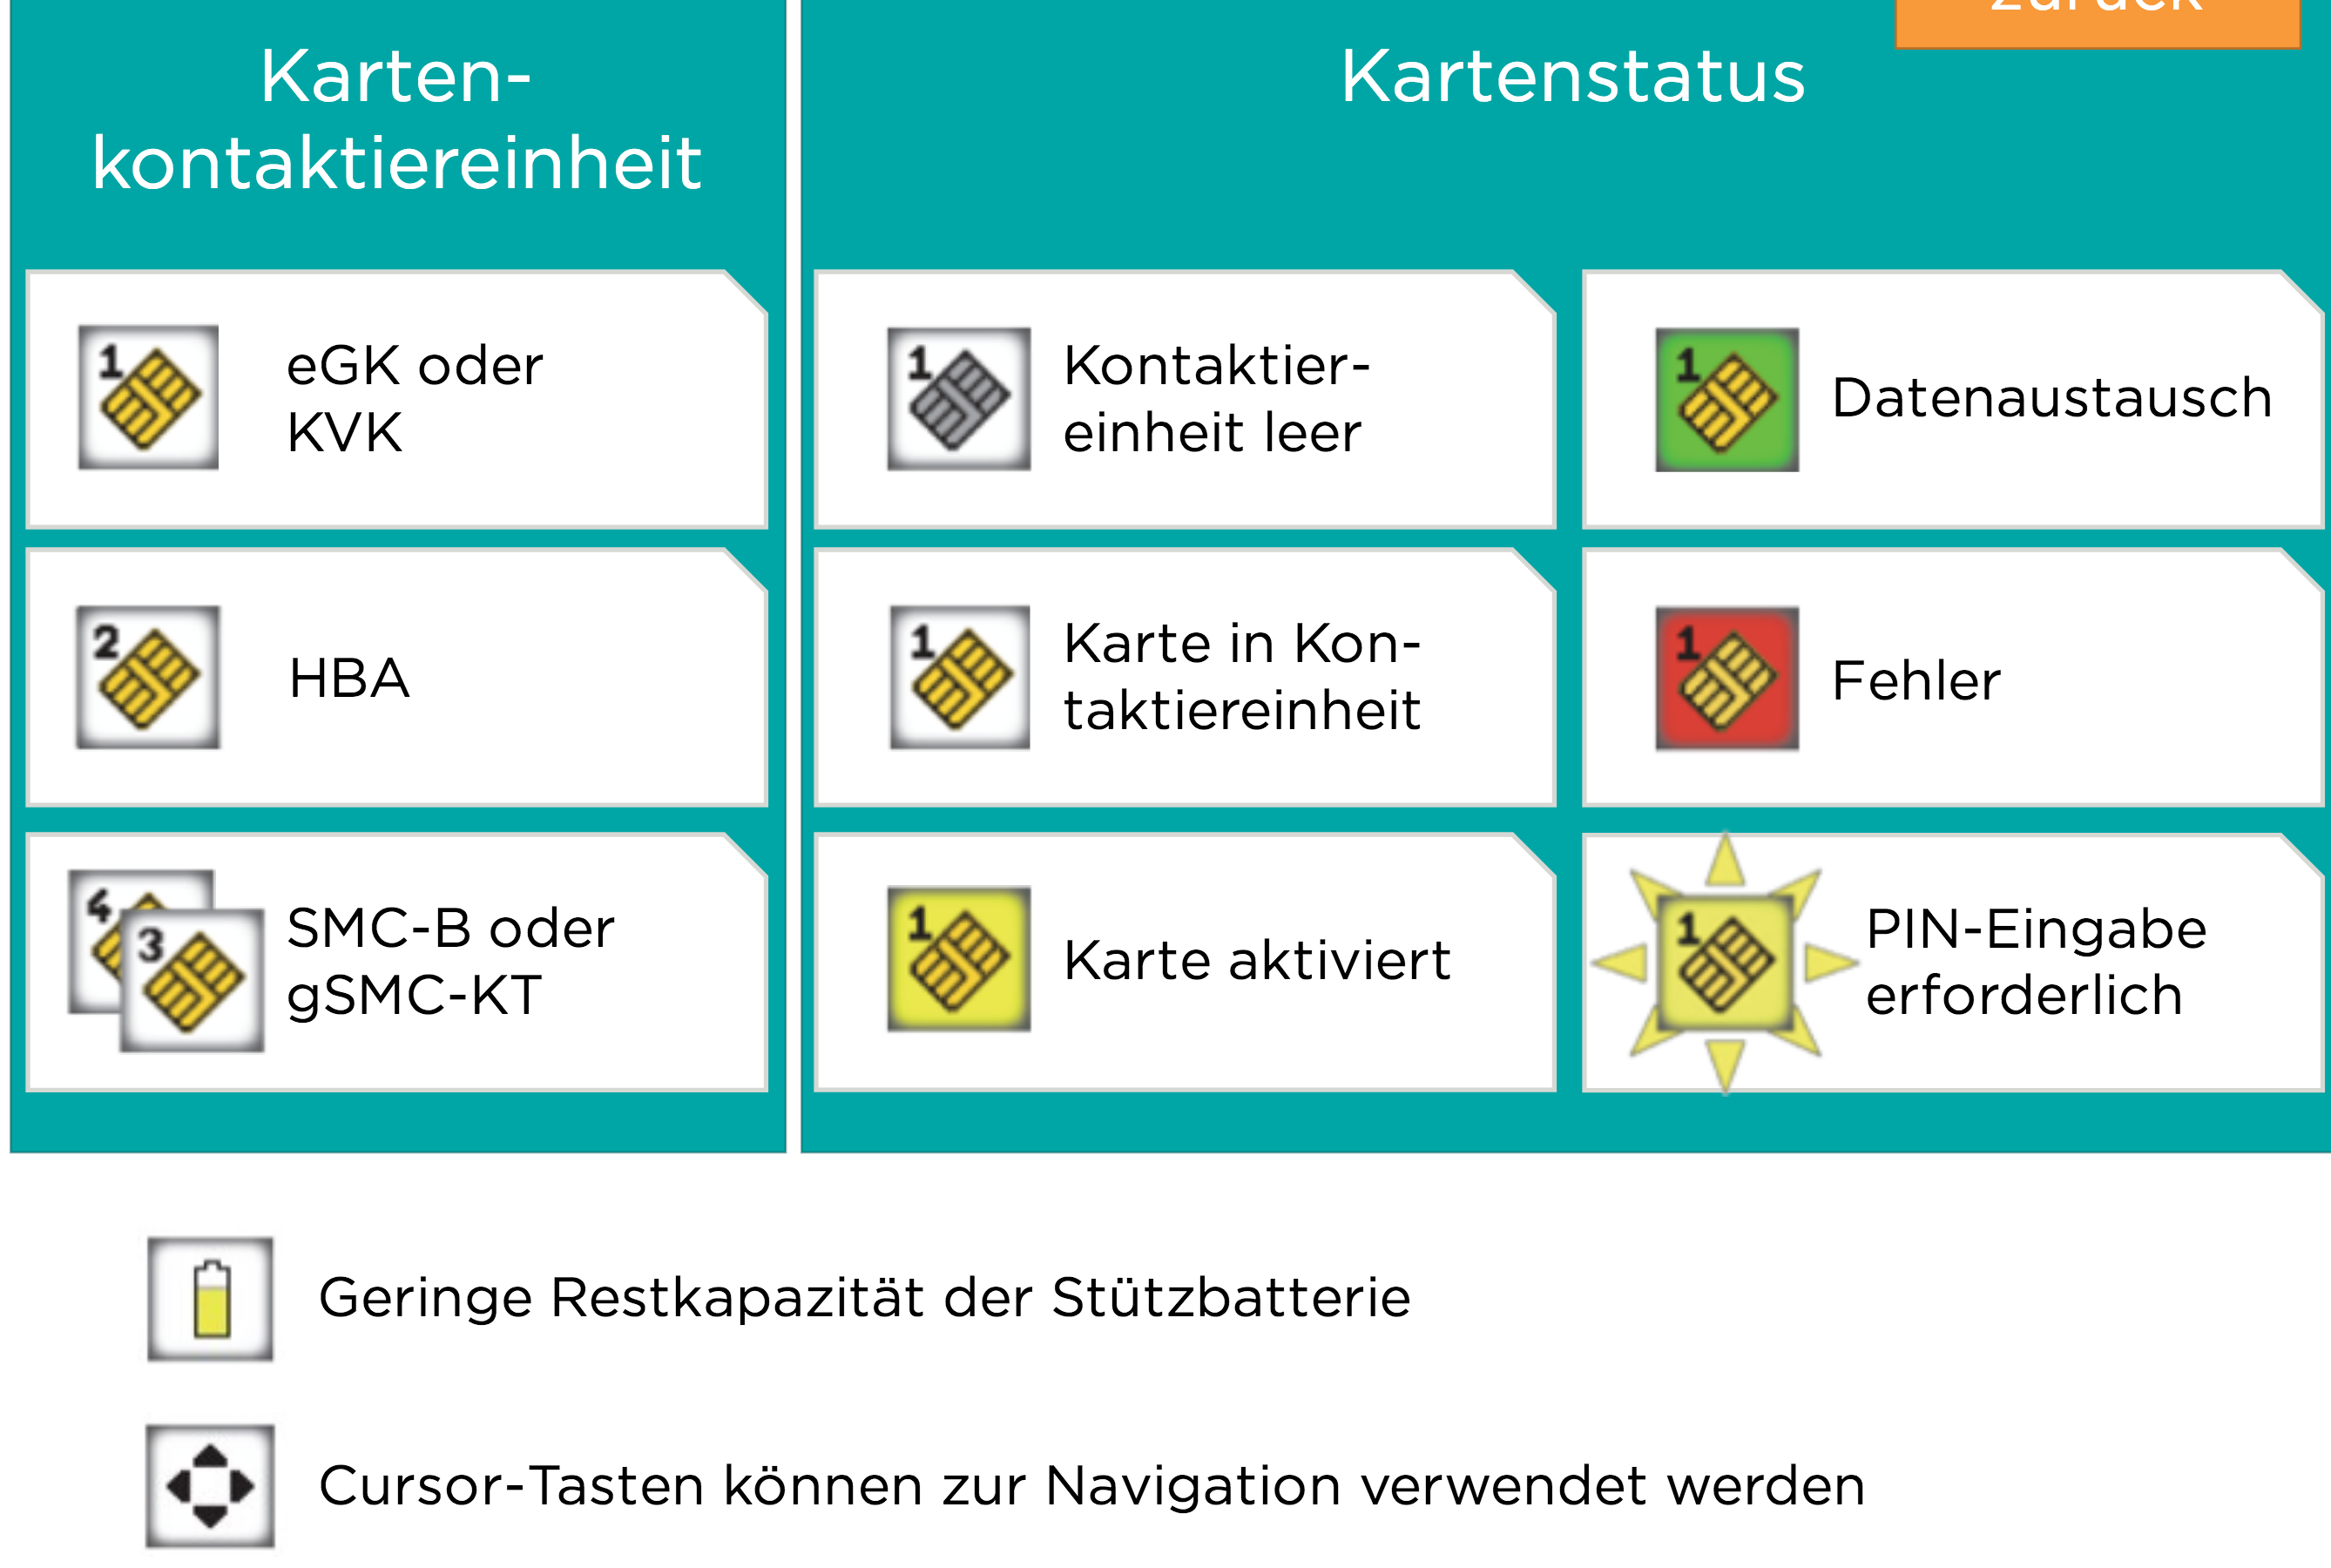 zurück
Karten-
kontaktiereinheit
Kartenstatus
1
eGK oder
KVK
1
Kontaktier-
einheit leer
1
Datenaustausch
2
HBA
1
Karte in Kon-
taktiereinheit
1
Fehler
4
3
SMC-B oder
gSMC-KT
1
Karte aktiviert
1
PIN-Eingabe
erforderlich
Geringe Restkapazität der Stützbatterie
Cursor-Tasten können zur Navigation verwendet werden